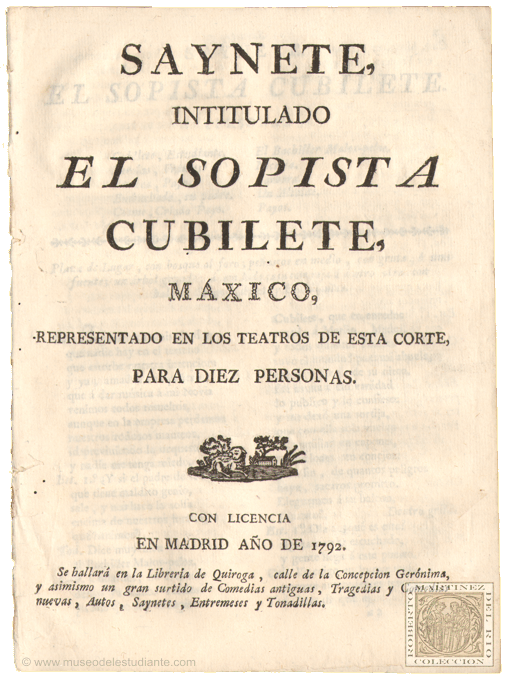 SAYNETE,
INTITULADO
EL SOPISTA
CUBILETE,
MÁXICO,
REPRESENTADO EN LOS TEATROS DE ESTA CORTE,
PARA DIEZ PERSONAS.
CON LICENCIA
EN MADRID AÑO DE 1792.
Se hallará en la Librería de Quiroga, calle de la Concepcion Gerónima,
y asimismo un gran surtido de Comedias antiguas, Tragedias y
nuevas, Autos, Saynetes, Entremeses y Tonadillas.
ROBERTO MARTINEZ DEL RIO
COLECCION
© www.museodelestudiante.com